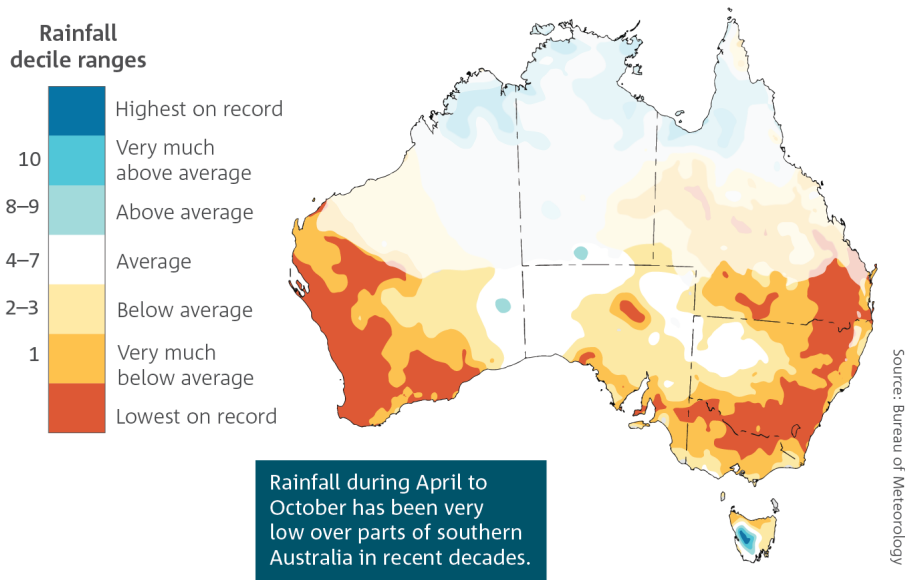 Rainfall
decile ranges
Highest on record
10
Very much
above average
8–9
Above average
4–7
Average
2–3
Below average
1
Very much
below average
Lowest on record
Rainfall during April to
October has been very
low over parts of southern
Australia in recent decades.
Source: Bureau of Meteorology